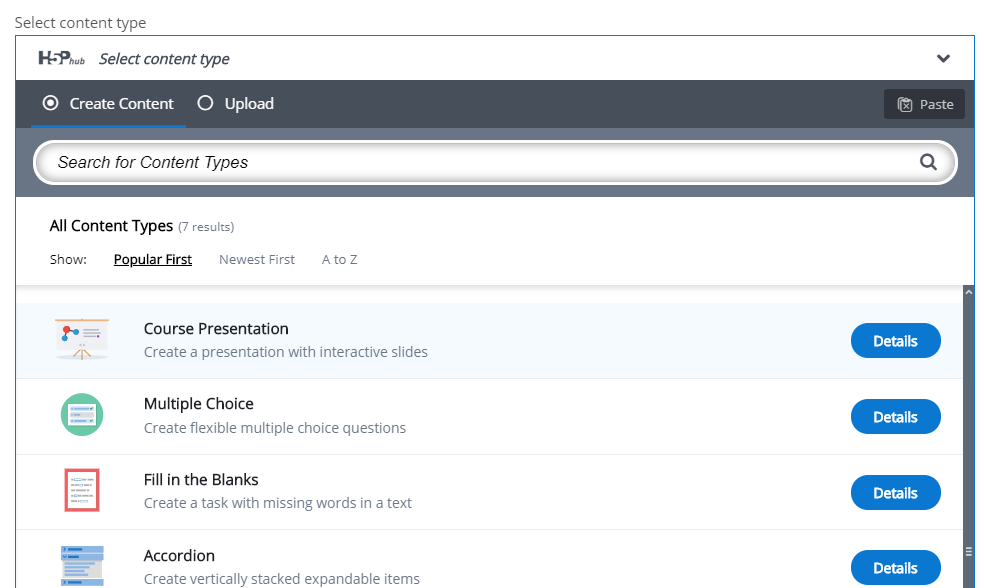 Select content type
H5P hub Select content type
Create Content Upload Paste
Search for Content Types
All Content Types (7 results)
Show: Popular First Newest First A to Z
Course Presentation
Create a presentation with interactive slides
Details
Multiple Choice
Create flexible multiple choice questions
Details
Fill in the Blanks
Create a task with missing words in a text
Details
Accordion
Create vertically stacked expandable items
Details